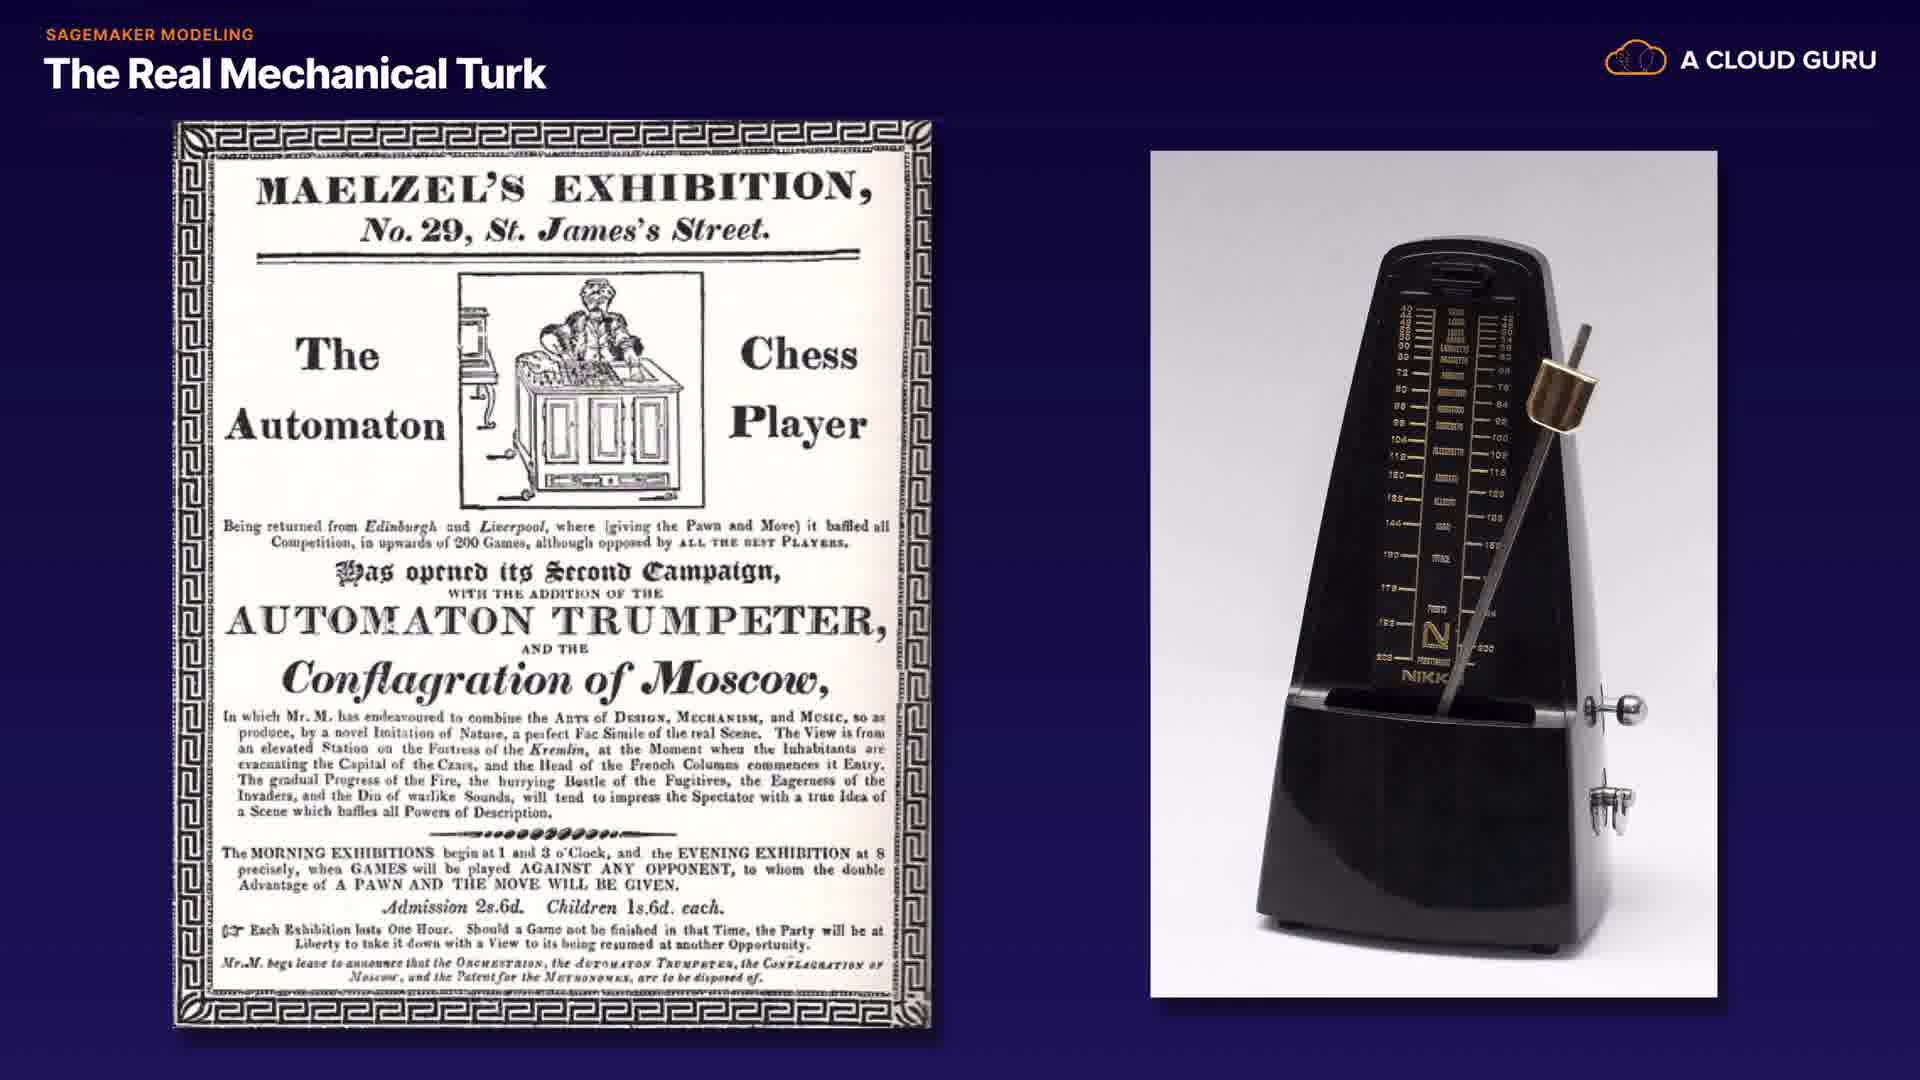 SAGEMAKER MODELING
The Real Mechanical Turk
A CLOUD GURU
MAELZEL'S EXHIBITION,
No. 29, St. James's Street.
The Automaton
Chess Player
Being returned from Edinburgh and Liverpool, where (giving the Pawn and Move) it baffled all
Competition, in upwards of 200 Games, although opposed by ALL THE BEST PLAYERS.
Has opened its Second Campaign,
WITH THE ADDITION OF THE
AUTOMATON TRUMPETER,
AND THE
Conflagration of Moscow,
In which Mr. M. has endeavoured to combine the ARTS of DESIGN, MECHANISM, and MUSIC, so as
produce, by a novel Imitation of Nature, a perfect Fac Simile of the real Scene. The View is from
an elevated Station on the Fortress of the Kremlin, at the Moment when the Inhabitants are
evacuating the Capital of the Czars, and the Head of the French Columns commences it Entry.
The gradual Progress of the Fire, the hurrying Bustle of the Fugitives, the Eagerness of the
Invaders, and the Din of warlike Sounds, will tend to impress the Spectator with a true Idea of
a Scene which baffles all Powers of Description.
The MORNING EXHIBITIONS begin at 1 and 3 o'Clock, and the EVENING EXHIBITION at 8
precisely, when GAMES will be played AGAINST ANY OPPONENT, to whom the double
Advantage of A PAWN AND THE MOVE WILL BE GIVEN.
Admission 2s.6d. Children 1s.6d. each.
Each Exhibition lasts One Hour. Should a Game not be finished in that Time, the Party will be at
Liberty to take it down with a View to its being resumed at another Opportunity.
Mr. M. begs leave to announce that the ORCHESTRION, the AUTOMATON TRUMPETER, the CONFLAGRATION OF
MOSCOW, and the Patent for the METRONOMES, are to be disposed of.